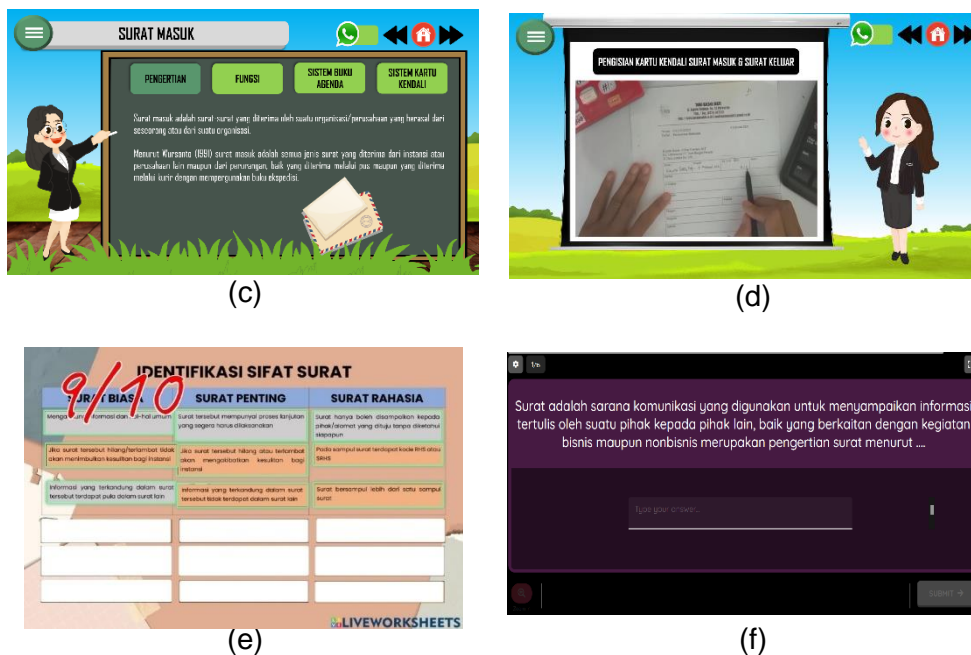 SURAT MASUK
PENGERTIAN
FUNGSI
SISTEM BUKU
AGENDA
SISTEM KARTU
KENDALI
Surat masuk adalah surat-surat yang diterima oleh suatu organisasi/perusahaan yang berasal dari
seseorang atau dari suatu organisasi.
Menurut Wursanto (1991) surat masuk adalah semua jenis surat yang diterima dari instansi atau
perusahaan lain maupun dari perorangan, baik yang diterima melalui pos maupun yang diterima
melalui kurir dengan mempergunakan buku ekspedisi.
(c)
PENGISIAN KARTU KENDALI SURAT MASUK & SURAT KELUAR
(d)
IDENTIFIKASI SIFAT SURAT
9/10
SURAT BIASA
SURAT PENTING
SURAT RAHASIA
informasi dan umum
Surat tersebut mempunyai proses lanjutan
yang segera harus dilaksanakan
Surat hanya boleh disampaikan kepada
pihak/alamat yang dituju tanpa diketahui
siapapun
Jika surat tersebut hilang/terlambat tidak
akan menimbulkan kesulitan bagi instansi
Jika surat tersebut hilang atau terlambat
akan mengakibatkan kesulitan bagi
instansi
Pada sampul surat terdapat kode RHS atau
SRHS
Informasi yang terkandung dalam surat
tersebut terdapat pula dalam surat lain
Informasi yang terkandung dalam surat
tersebut tidak terdapat dalam surat lain
Surat bersampul lebih dari satu sampul
surat
LIVEWORKSHEETS
(e)
Surat adalah sarana komunikasi yang digunakan untuk menyampaikan informasi
tertulis oleh suatu pihak kepada pihak lain, baik yang berkaitan dengan kegiatan
bisnis maupun nonbisnis merupakan pengertian surat menurut ....
Type your answer...
SUBMIT
(f)